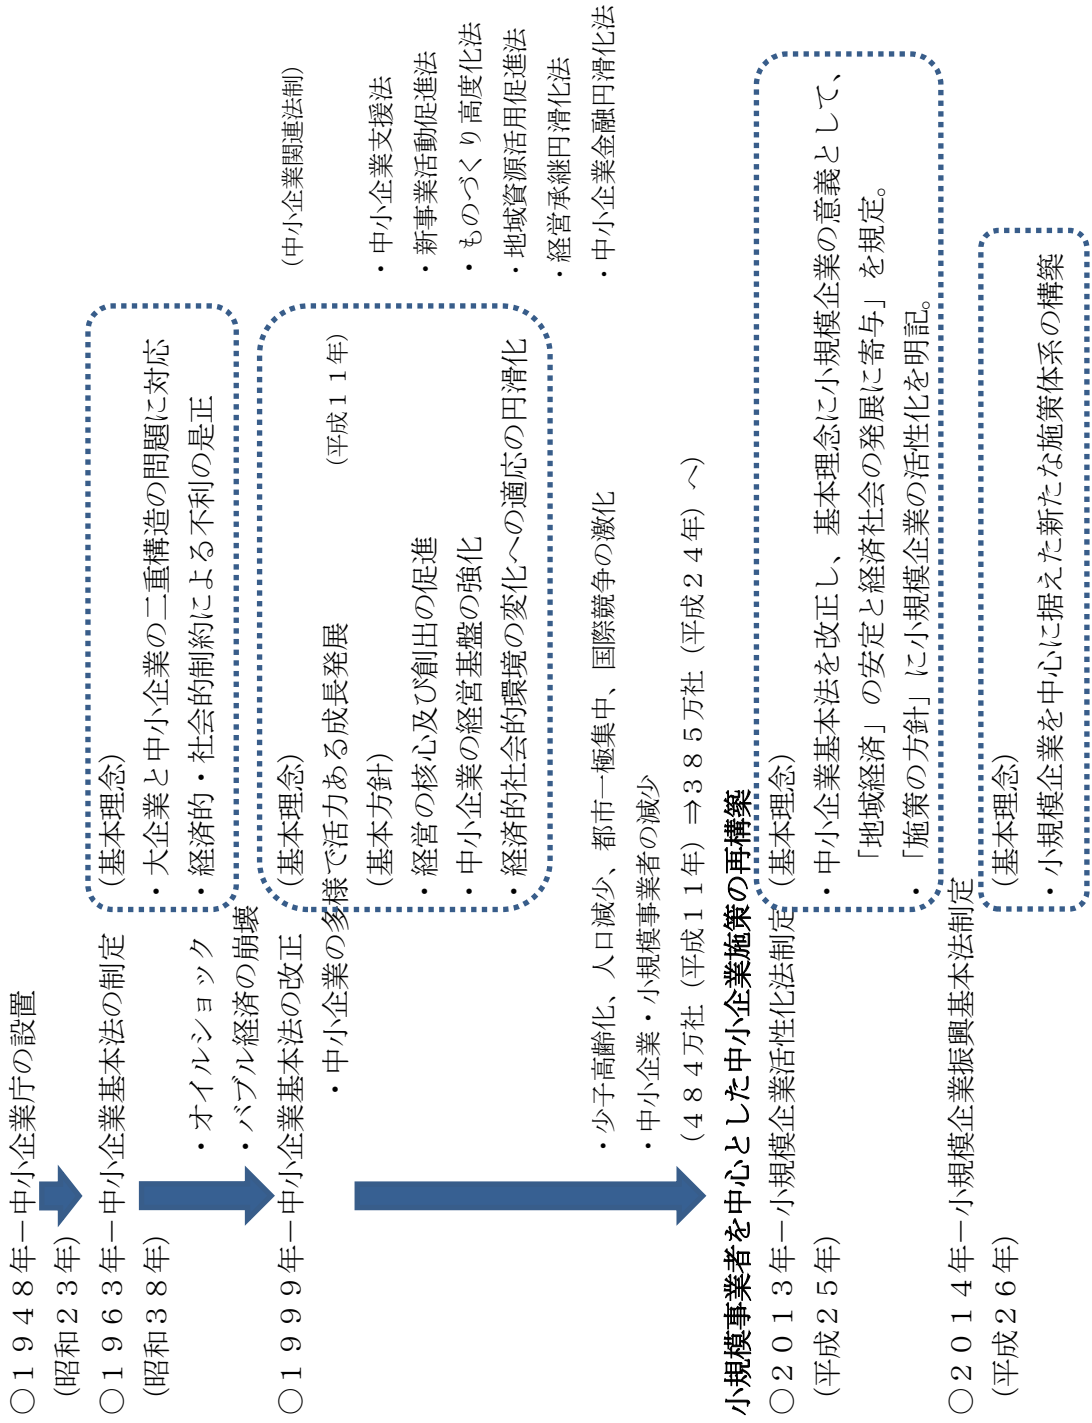 ○１９４８年－中小企業庁の設置
(昭和２３年)
○１９６３年－中小企業基本法の制定
(昭和３８年)
(基本理念)
・大企業と中小企業の二重構造の問題に対応
・経済的・社会的制約による不利の是正
・オイルショック
・バブル経済の崩壊
○１９９９年－中小企業基本法の改正
(基本理念)
・中小企業の多様で活力ある成長発展
(平成１１年)
(基本方針)
・経営の核心及び創出の促進
・中小企業の経営基盤の強化
・経済的社会的環境の変化への適応の円滑化
(中小企業関連法制)
・中小企業支援法
・新事業活動促進法
・ものづくり高度化法
・地域資源活用促進法
・経営承継円滑化法
・中小企業金融円滑化法
・少子高齢化、人口減少、都市一極集中、国際競争の激化
・中小企業・小規模事業者の減少
(４８４万社（平成１１年）⇒３８５万社（平成２４年）へ)
小規模事業者を中心とした中小企業施策の再構築
○２０１３年－小規模企業活性化法制定
(平成２５年)
(基本理念)
・中小企業基本法を改正し、基本理念に小規模企業の意義として、
「地域経済」の安定と経済社会の発展に寄与」を規定。
・「施策の方針」に小規模企業の活性化を明記。
○２０１４年－小規模企業振興基本法制定
(平成２６年)
(基本理念)
・小規模企業を中心に据えた新たな施策体系の構築